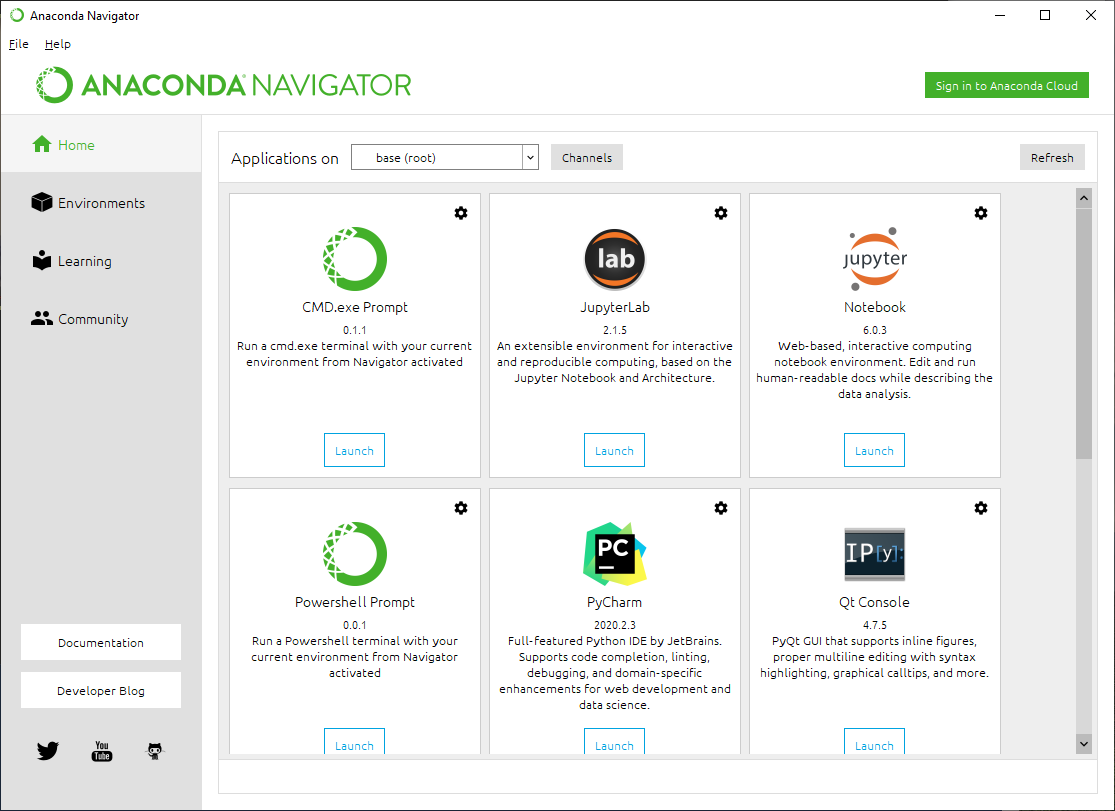 Anaconda Navigator
File Help
ANACONDA NAVIGATOR
Sign in to Anaconda Cloud
Home
Environments
Learning
Community
Documentation
Developer Blog
You
Tube
Applications on base (root) Channels Refresh
CMD.exe Prompt
0.1.1
Run a cmd.exe terminal with your current
environment from Navigator activated
Launch
lab
JupyterLab
2.1.5
An extensible environment for interactive
and reproducible computing, based on the
Jupyter Notebook and Architecture.
Launch
jupyter
Notebook
6.0.3
Web-based, interactive computing
notebook environment. Edit and run
human-readable docs while describing the
data analysis.
Launch
Powershell Prompt
0.0.1
Run a Powershell terminal with your
current environment from Navigator
activated
Launch
PC
PyCharm
2020.2.3
Full-featured Python IDE by JetBrains.
Supports code completion, linting,
debugging, and domain-specific
enhancements for web development and
data science.
Launch
IP[y]:
Qt Console
4.7.5
PyQt GUI that supports inline figures,
proper multiline editing with syntax
highlighting, graphical calltips, and more.
Launch